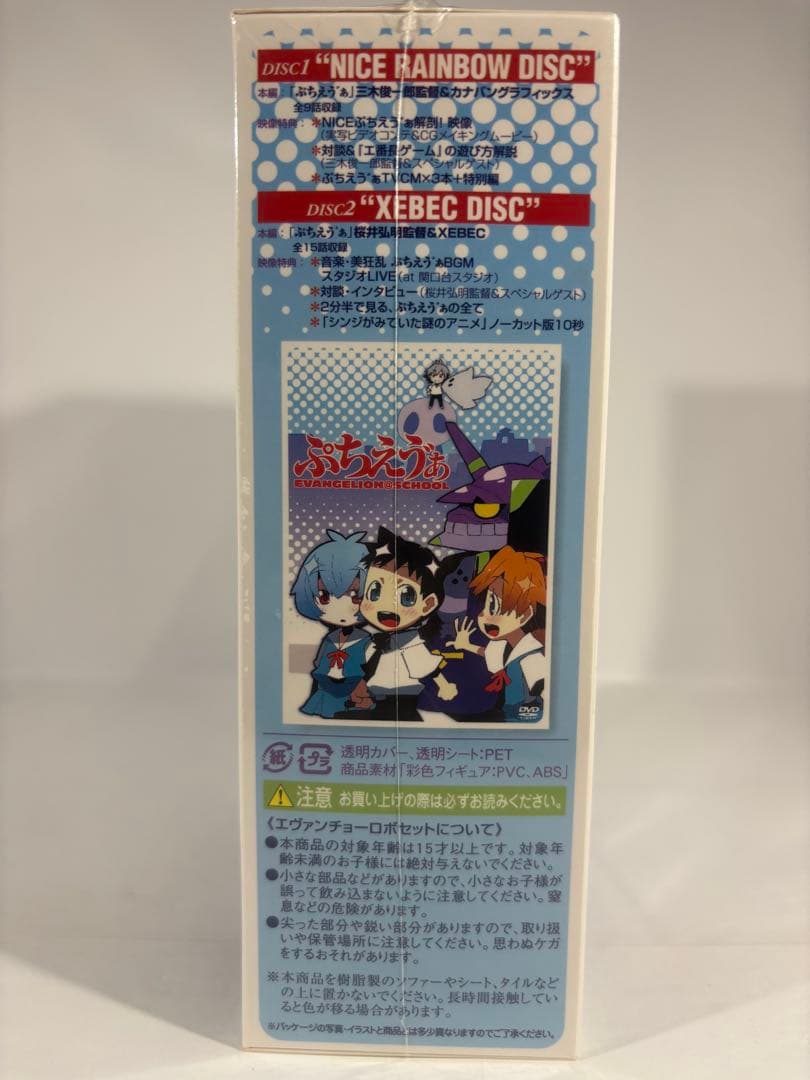 DISC1 “NICE RAINBOW DISC”
本編：「ぷちえう゛ぁ」三木俊一郎監督&カナバングラフィックス
全9話収録
映像特典：＊NICEぷちえう゛ぁ解剖！映像
（実写ビデオコンテ&CGメイキングムービー）
＊対談&「エ番長ゲーム」の遊び方解説
（三木俊一郎監督&スペシャルゲスト）
＊ぷちえう゛ぁTVCM×3本＋特別編
DISC2 “XEBEC DISC”
本編：「ぷちえう゛ぁ」桜井弘明監督&XEBEC
全15話収録
映像特典：＊音楽・美狂乱 ぷちえう゛ぁBGM
スタジオLIVE（at 関口台スタジオ）
＊対談・インタビュー（桜井弘明監督&スペシャルゲスト）
＊2分半で見る、ぷちえう゛ぁの全て
＊「シンジがみていた謎のアニメ」ノーカット版10秒
ぷちえう゛ぁ
EVANGELION@SCHOOL
DVD
VIDEO
紙 プラ 透明カバー、透明シート：PET
商品素材「彩色フィギュア：PVC、ABS」
注意 お買い上げの際は必ずお読みください。
《エヴァンチョーロボセットについて》
●本商品の対象年齢は15才以上です。対象年
齢未満のお子様には絶対与えないでください。
●小さな部品などがありますので、小さなお子様が
誤って飲み込まないように注意してください。窒
息などの危険があります。
●尖った部分や鋭い部分がありますので、取り扱
いや保管場所に注意してください。思わぬケガ
をするおそれがあります。
※本商品を樹脂製のソファーやシート、タイルなど
の上に置かないでください。長時間接触してい
ると色が移る場合があります。
※パッケージの写真・イラストと商品とは多少異なりますのでご了承ください。